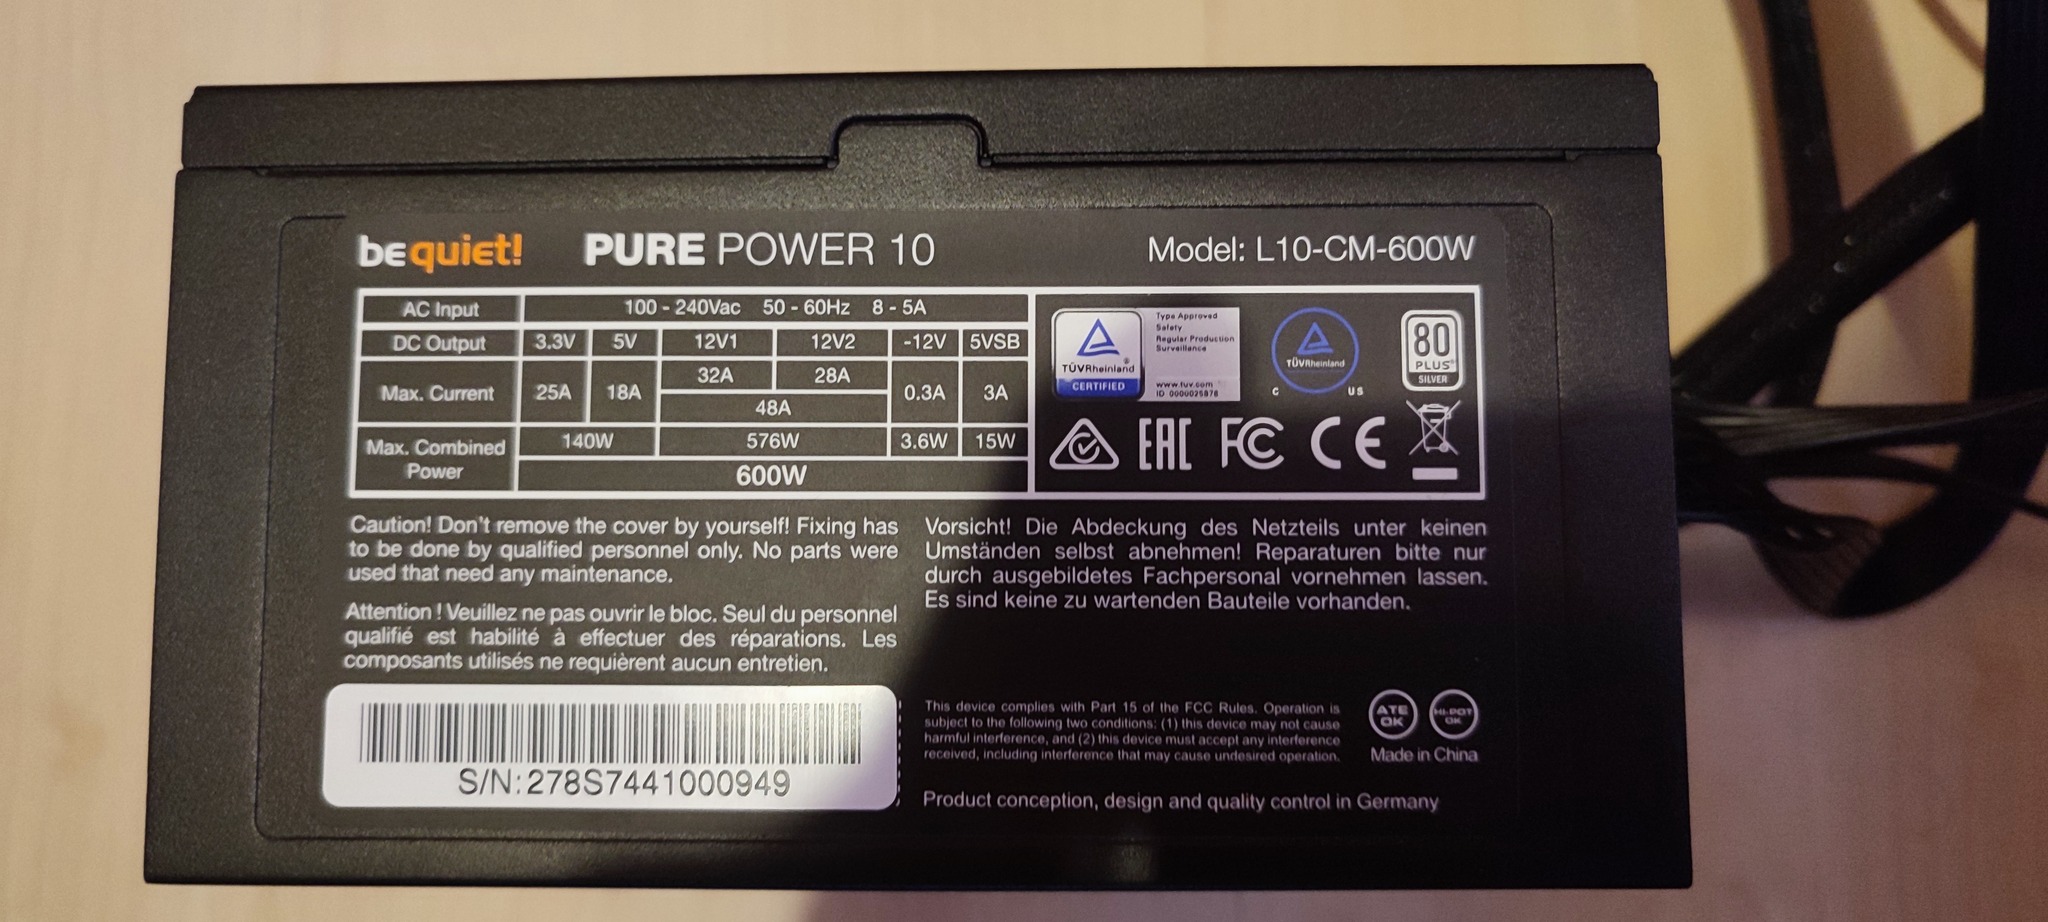 be quiet! PURE POWER 10 Model: L10-CM-600W
AC Input 100 - 240Vac 50 - 60Hz 8 - 5A
DC Output 3.3V 5V 12V1 12V2 -12V 5VSB
Max. Current 25A 18A 32A 28A 0.3A 3A
48A
Max. Combined Power 140W 576W 3.6W 15W
600W
TÜVRheinland®
CERTIFIED
Type Approved
Safety
Regular Production
Surveillance
www.tuv.com
ID 0000025878
TÜVRheinland
C US
80
PLUS®
SILVER
EAC FC CE
Caution! Don't remove the cover by yourself! Fixing has
to be done by qualified personnel only. No parts were
used that need any maintenance.
Attention ! Veuillez ne pas ouvrir le bloc. Seul du personnel
qualifié est habilité à effectuer des réparations. Les
composants utilisés ne requièrent aucun entretien.
Vorsicht! Die Abdeckung des Netzteils unter keinen
Umständen selbst abnehmen! Reparaturen bitte nur
durch ausgebildetes Fachpersonal vornehmen lassen.
Es sind keine zu wartenden Bauteile vorhanden.
S/N:278S7441000949
This device complies with Part 15 of the FCC Rules. Operation is
subject to the following two conditions: (1) this device may not cause
harmful interference, and (2) this device must accept any interference
received, including interference that may cause undesired operation.
ATE
OK
HI-POT
OK
Made in China
Product conception, design and quality control in Germany